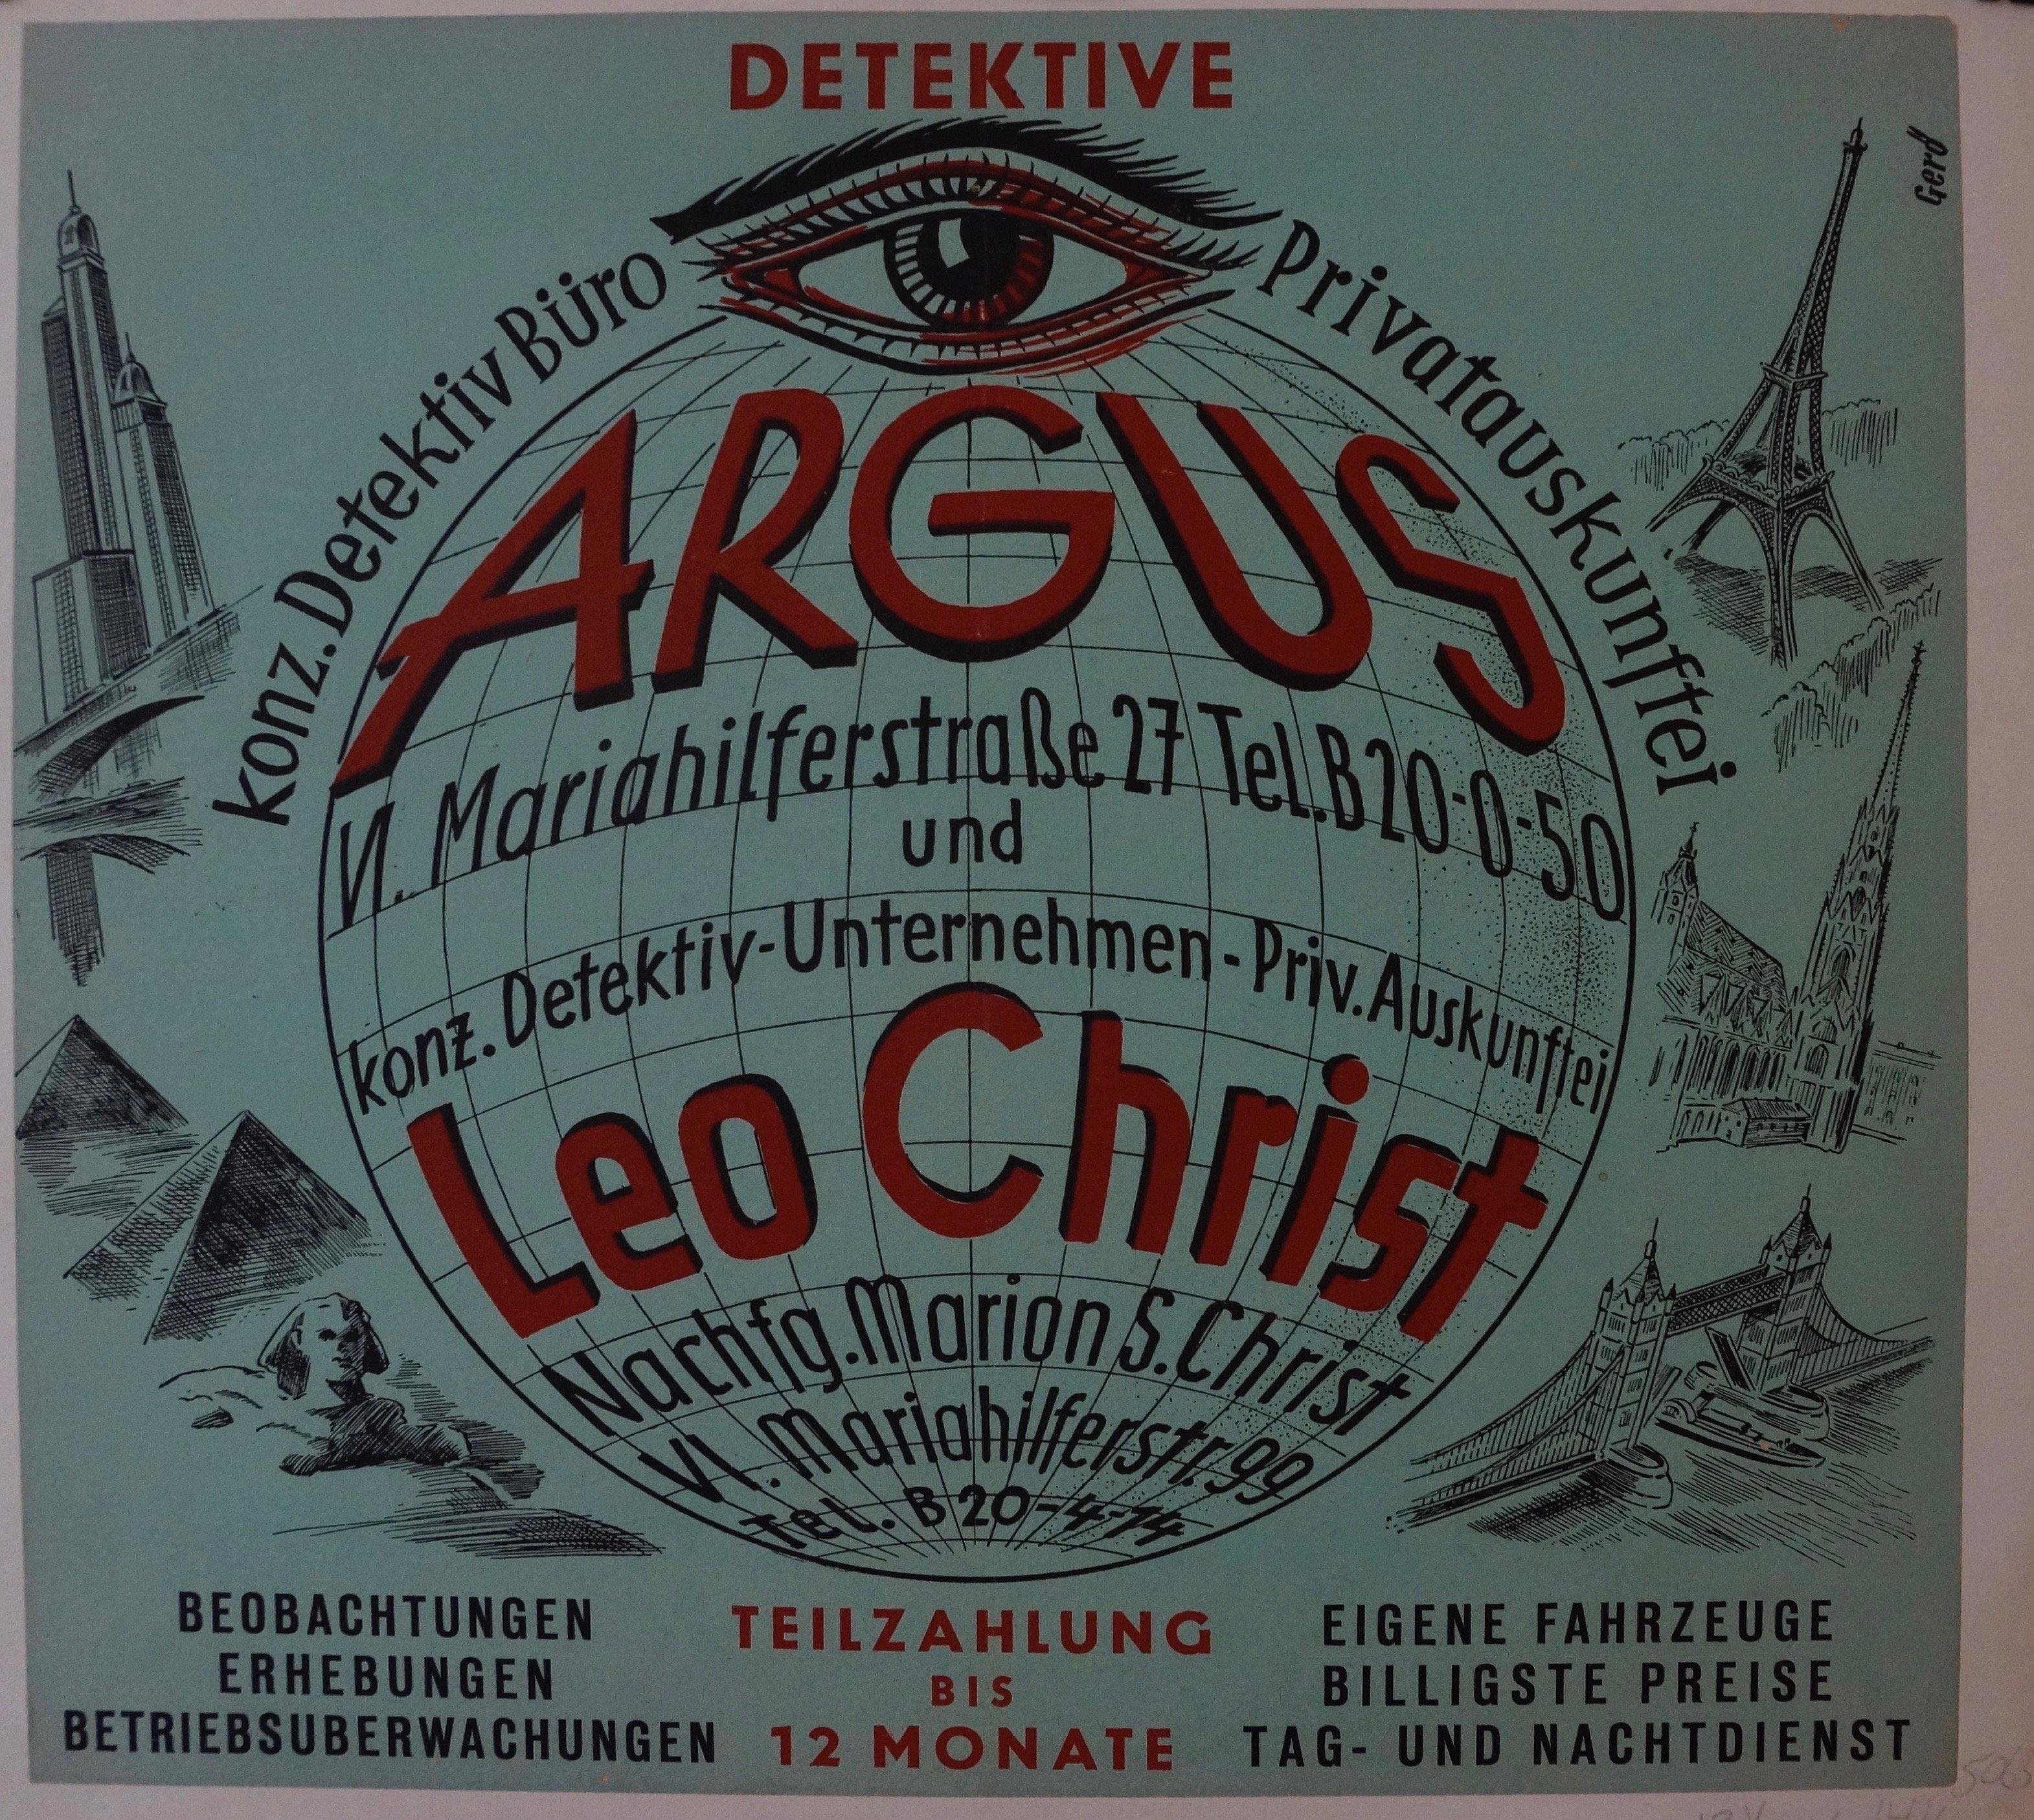 DETEKTIVE
Gerd
konz. Detektiv Büro
Privatauskunftei
ARGUS
VI. Mariahilferstraße 27 Tel. B 20-0-50
und
konz. Detektiv-Unternehmen-Priv. Auskunftei
Leo Christ
Nachfg. Marion S. Christ
VI. Mariahilferstr. 99
Tel. B 20-4-14
BEOBACHTUNGEN
ERHEBUNGEN
BETRIEBSUBERWACHUNGEN
TEILZAHLUNG
BIS
12 MONATE
EIGENE FAHRZEUGE
BILLIGSTE PREISE
TAG- UND NACHTDIENST